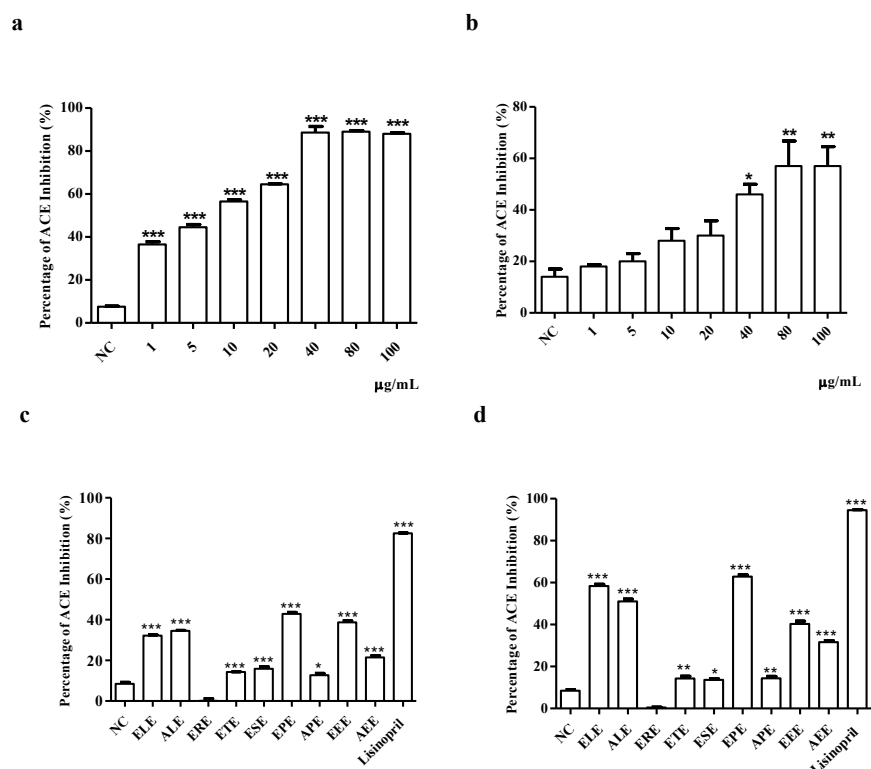 a
Percentage of ACE Inhibition (%)
100
80
60
40
20
0
***
***
***
***
***
***
***
NC
1
5
10
20
40
80
100
µg/mL
b
Percentage of ACE Inhibition (%)
80
60
40
20
0
*
**
**
NC
1
5
10
20
40
80
100
µg/mL
c
Percentage of ACE Inhibition (%)
100
80
60
40
20
0
***
***
***
***
***
*
***
***
***
NC
ELE
ALE
ERE
ETE
ESE
EPE
APE
EEE
AEE
Lisinopril
d
Percentage of ACE Inhibition (%)
100
80
60
40
20
0
***
***
**
*
***
**
***
***
***
NC
ELE
ALE
ERE
ETE
ESE
EPE
APE
EEE
AEE
Lisinopril